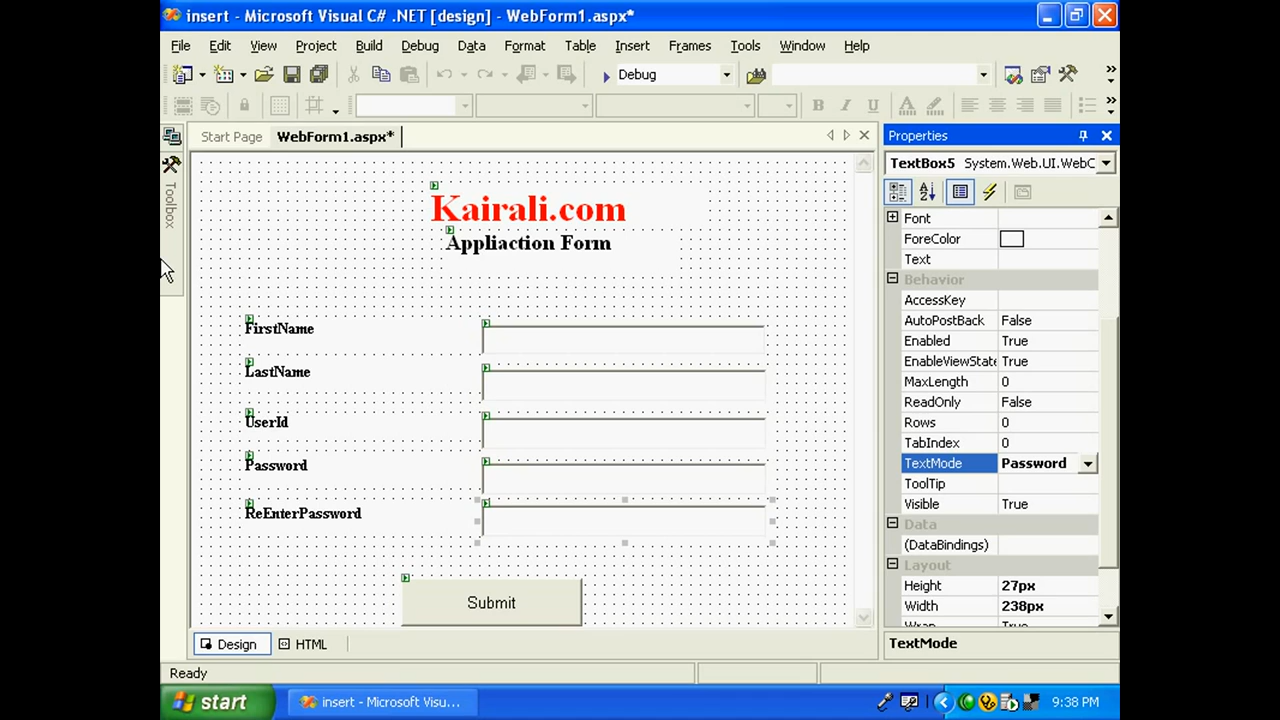 insert - Microsoft Visual C# .NET [design] - WebForm1.aspx*
File Edit View Project Build Debug Data Format Table Insert Frames Tools Window Help
Debug
B I U A
Start Page WebForm1.aspx*
Toolbox
Kairali.com
Appliaction Form
FirstName
LastName
UserId
Password
ReEnterPassword
Submit
Design HTML
Properties
TextBox5 System.Web.UI.WebC
Font
ForeColor
Text
Behavior
AccessKey
AutoPostBack False
Enabled True
EnableViewState True
MaxLength 0
ReadOnly False
Rows 0
TabIndex 0
TextMode Password
ToolTip
Visible True
Data
(DataBindings)
Layout
Height 27px
Width 238px
Wrap True
TextMode
Ready
start insert - Microsoft Visu... 9:38 PM